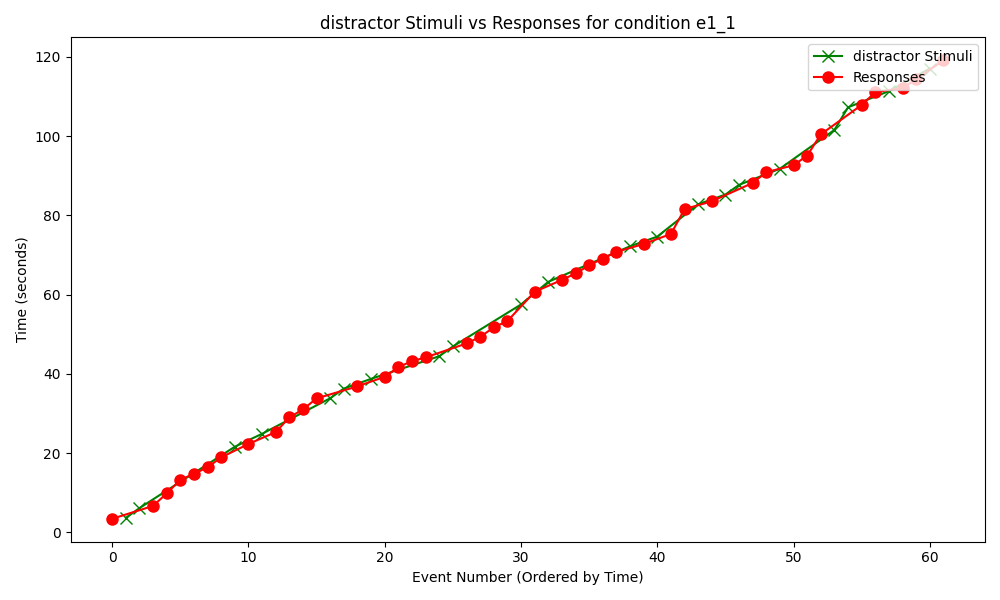 distractor Stimuli vs Responses for condition e1_1
distractor Stimuli
Responses
120
100
80
60
40
20
0
Time (seconds)
0 10 20 30 40 50 60
Event Number (Ordered by Time)